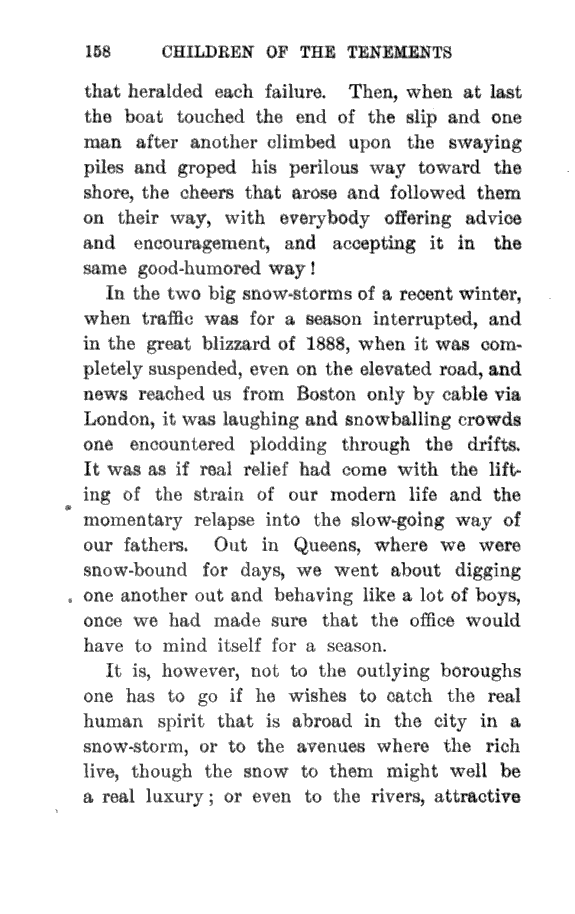 158 CHILDREN OF THE TENEMENTS
that heralded each failure. Then, when at last
the boat touched the end of the slip and one
man after another climbed upon the swaying
piles and groped his perilous way toward the
shore, the cheers that arose and followed them
on their way, with everybody offering advice
and encouragement, and accepting it in the
same good-humored way!
In the two big snow-storms of a recent winter,
when traffic was for a season interrupted, and
in the great blizzard of 1888, when it was com-
pletely suspended, even on the elevated road, and
news reached us from Boston only by cable via
London, it was laughing and snowballing crowds
one encountered plodding through the drifts.
It was as if real relief had come with the lift-
ing of the strain of our modern life and the
momentary relapse into the slow-going way of
our fathers. Out in Queens, where we were
snow-bound for days, we went about digging
one another out and behaving like a lot of boys,
once we had made sure that the office would
have to mind itself for a season.
It is, however, not to the outlying boroughs
one has to go if he wishes to catch the real
human spirit that is abroad in the city in a
snow-storm, or to the avenues where the rich
live, though the snow to them might well be
a real luxury; or even to the rivers, attractive